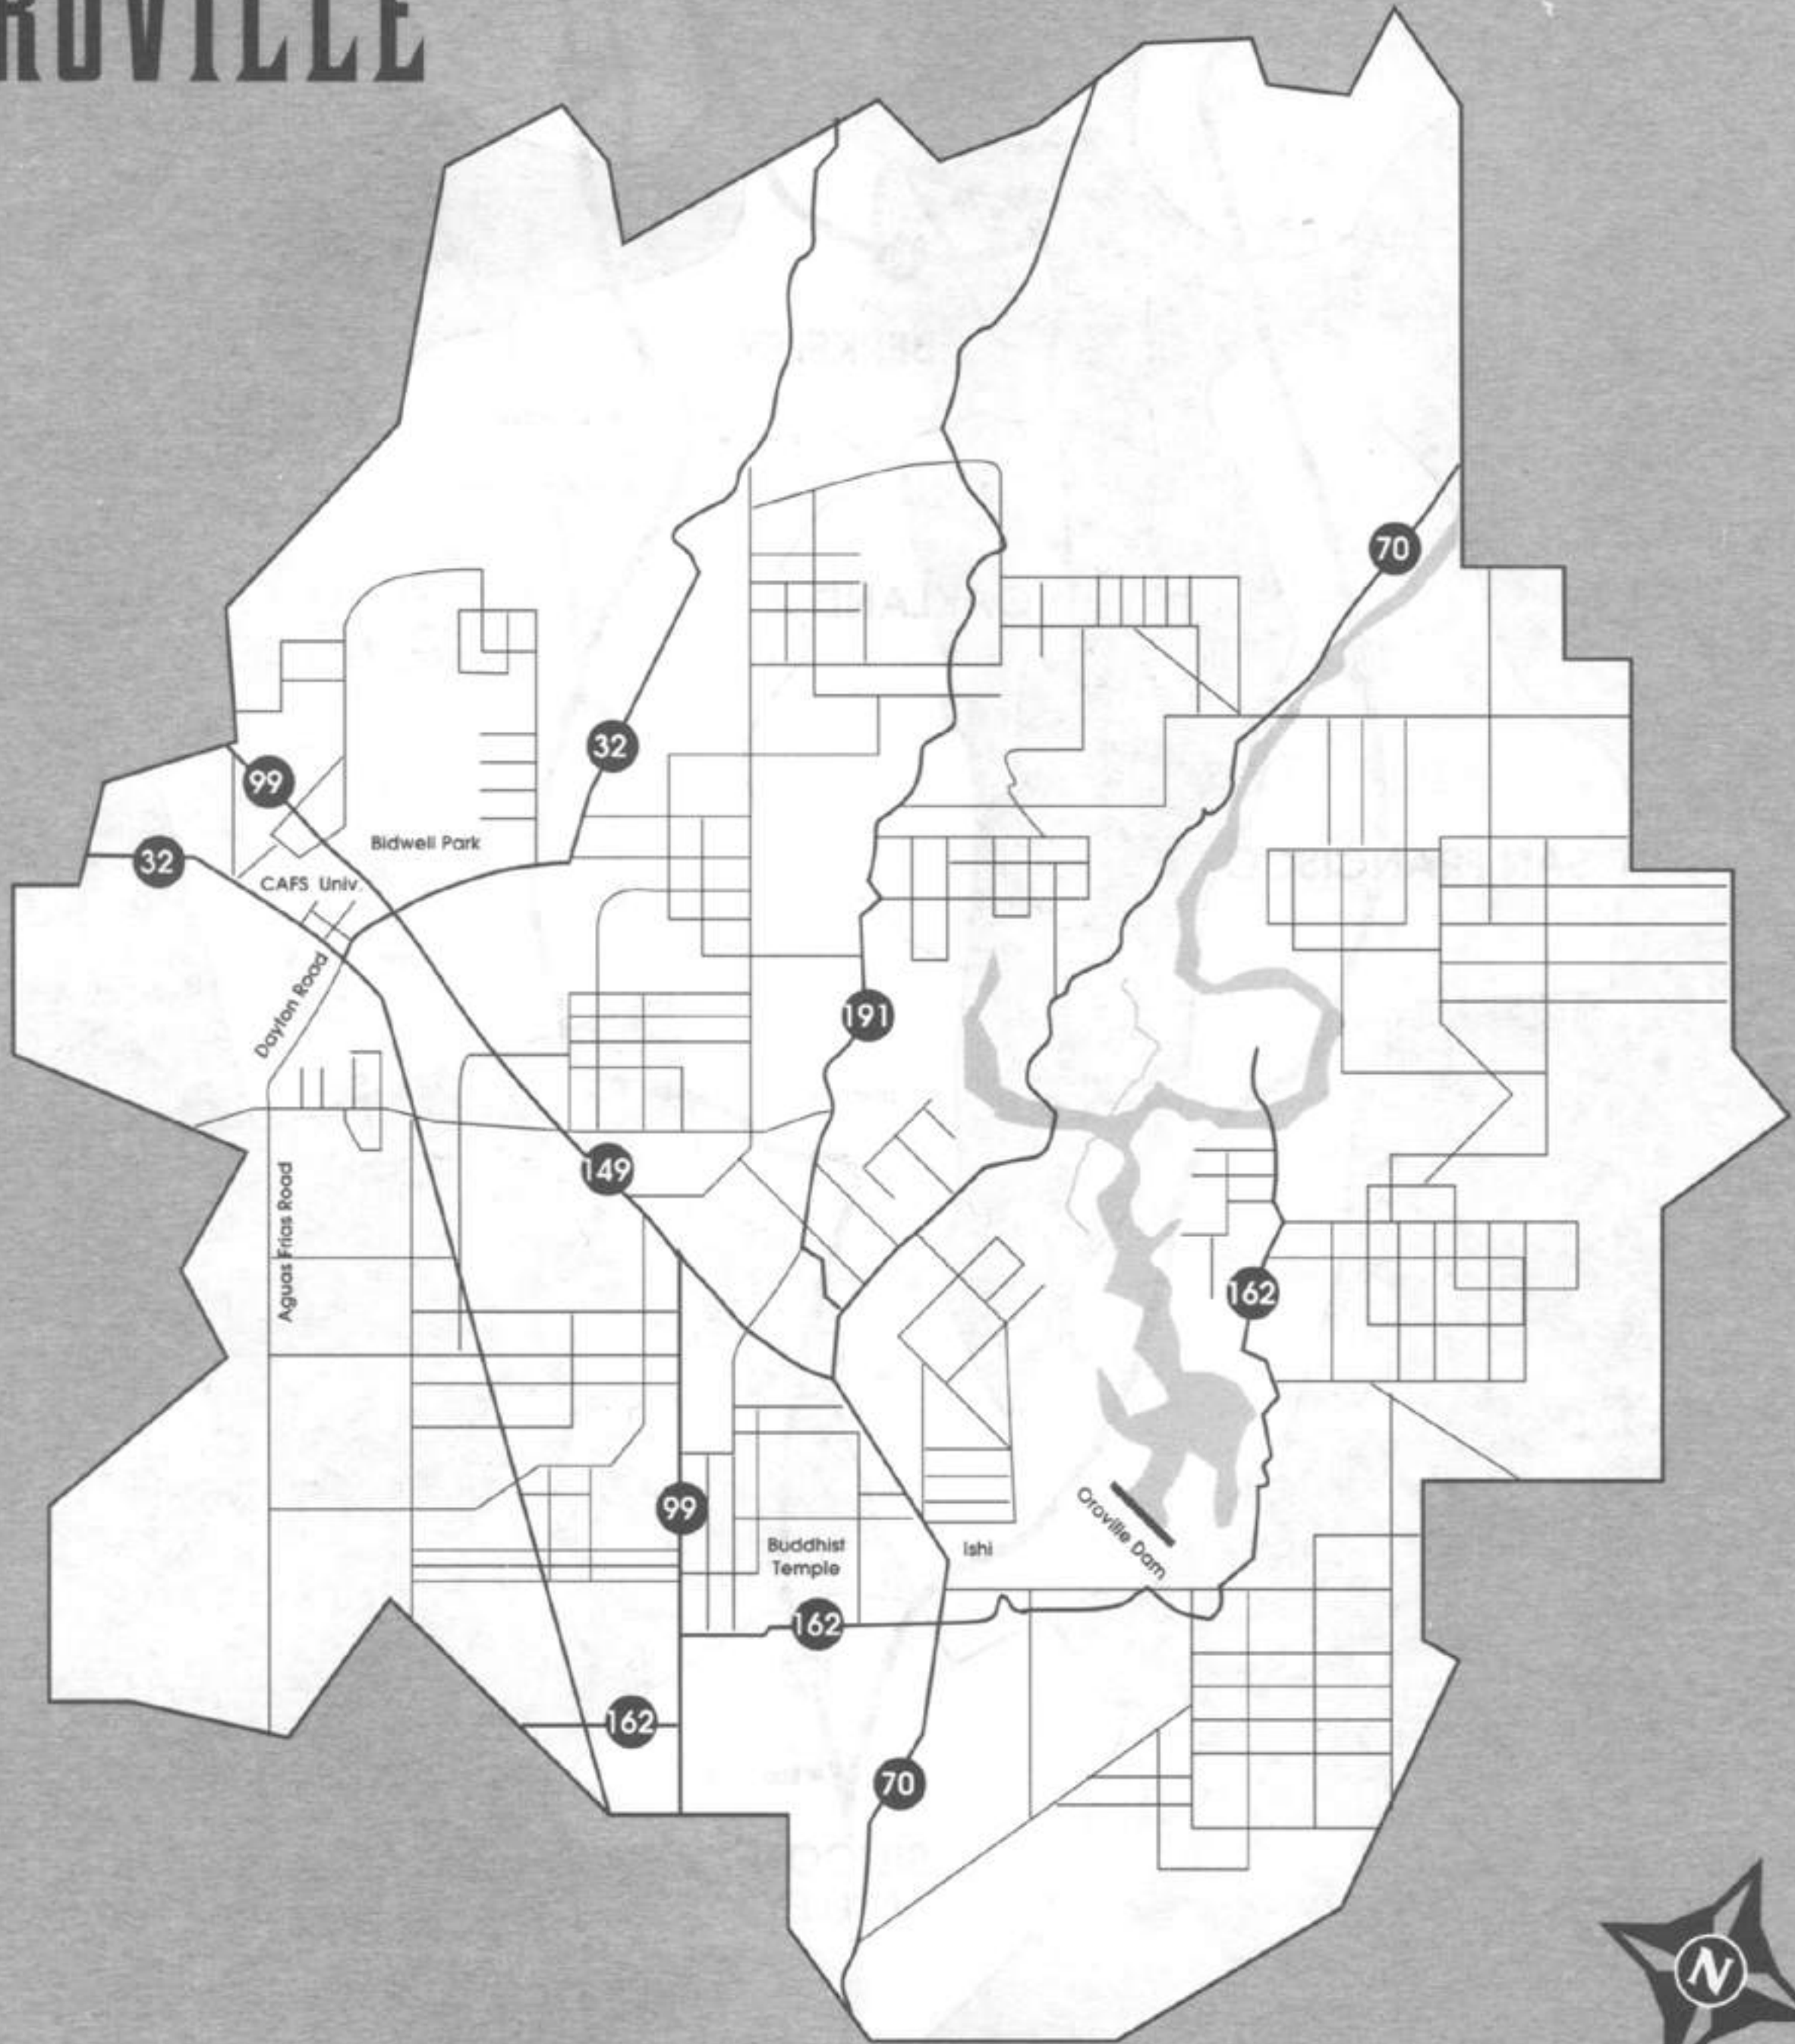 ROVILLE
70
32
99
Bidwell Park
32
CAFS Univ.
Dayton Road
191
149
Aguas Frias Road
162
99
Oroville Dam
Buddhist
Temple
Ishi
162
162
70
N